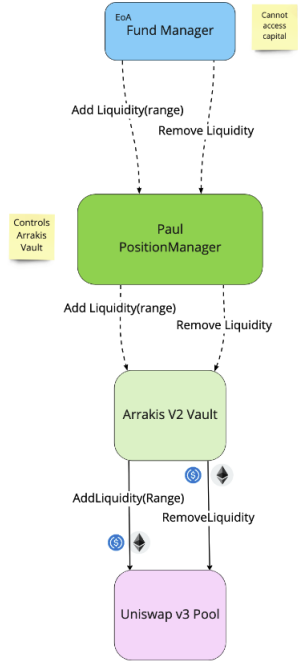 EoA
Fund Manager
Cannot
access
capital
Add Liquidity(range)
Remove Liquidity
Controls
Arrakis
Vault
Paul
PositionManager
Add Liquidity(range)
Remove Liquidity
Arrakis V2 Vault
AddLiquidity(Range)
RemoveLiquidity
Uniswap v3 Pool